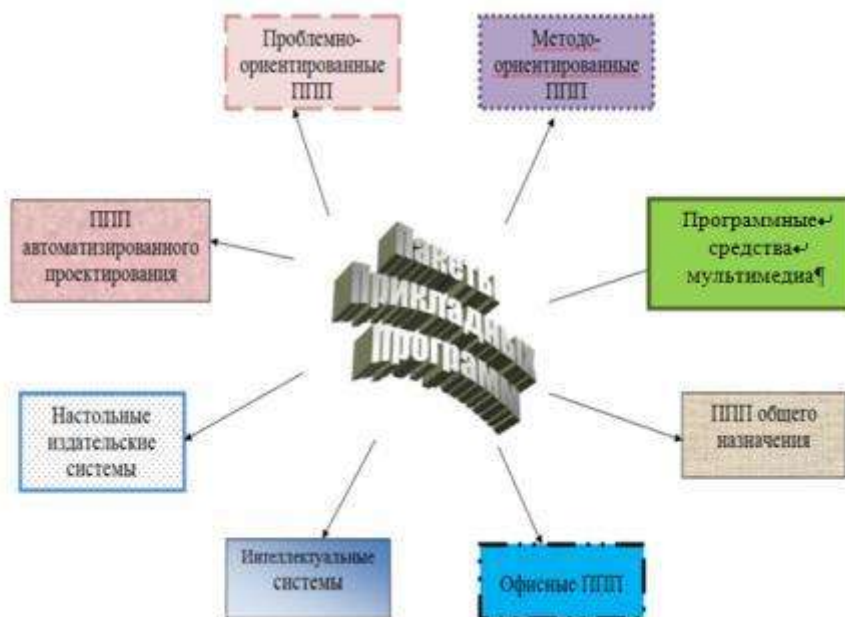 Проблемно-
ориентированные
ППП
Методо-
ориентированные
ППП
ППП
автоматизированного
проектирования
Программные↵
средства↵
мультимедиа¶
Пакеты
Прикладных
Программ
Настольные
издательские
системы
ППП общего
назначения
Интеллектуальные
системы
Офисные ППП